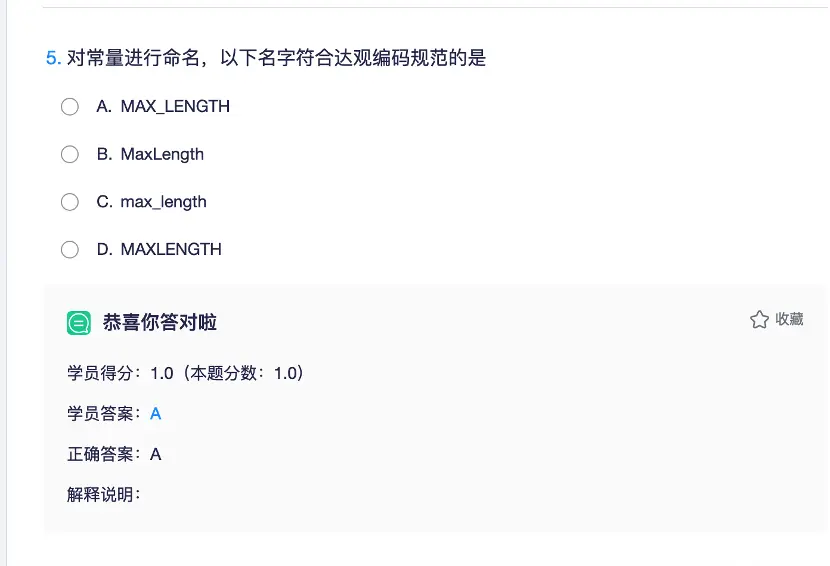 5. 对常量进行命名，以下名字符合达观编码规范的是
A. MAX_LENGTH
B. MaxLength
C. max_length
D. MAXLENGTH
恭喜你答对啦
收藏
学员得分：1.0（本题分数：1.0）
学员答案：A
正确答案：A
解释说明：